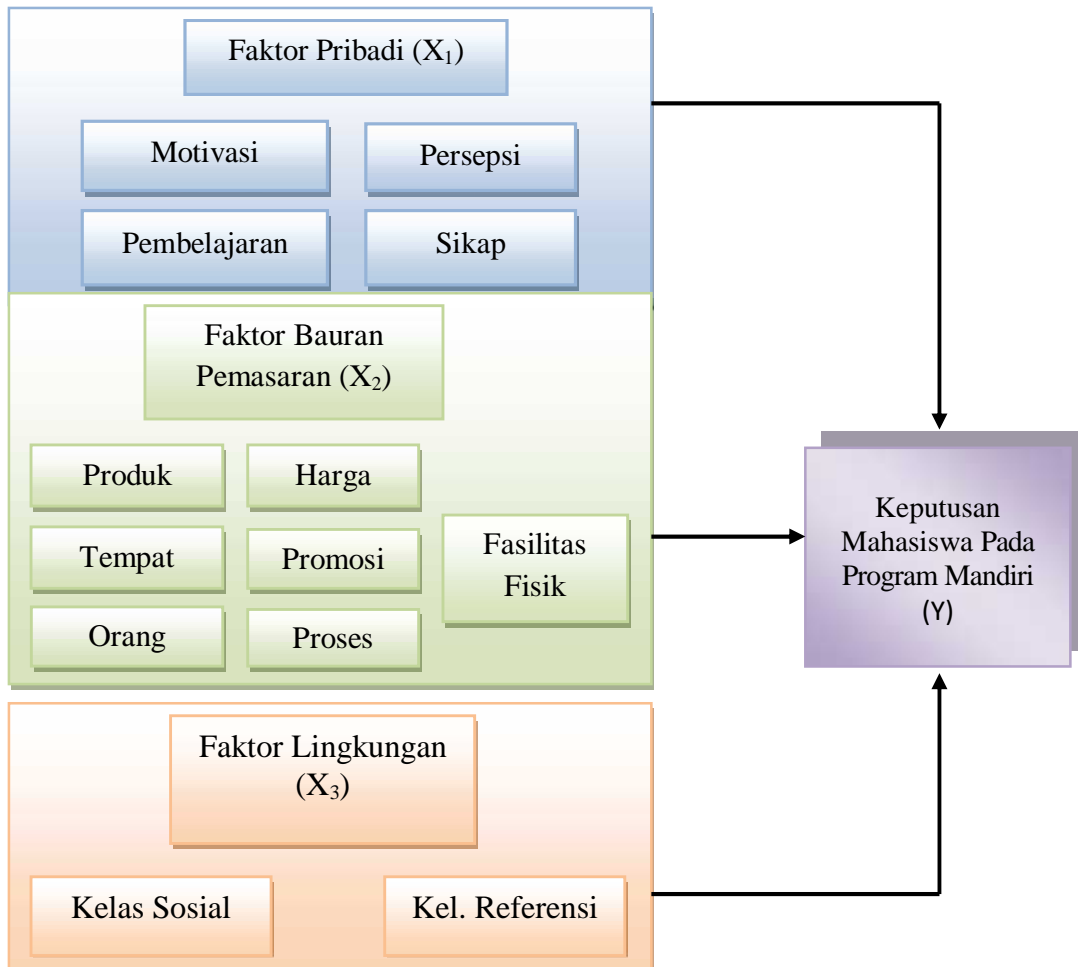 Faktor Pribadi (X₁)
Motivasi
Persepsi
Pembelajaran
Sikap
Faktor Bauran
Pemasaran (X₂)
Produk
Harga
Tempat
Promosi
Orang
Proses
Fasilitas
Fisik
Keputusan
Mahasiswa Pada
Program Mandiri
(Y)
Faktor Lingkungan
(X₃)
Kelas Sosial
Kel. Referensi